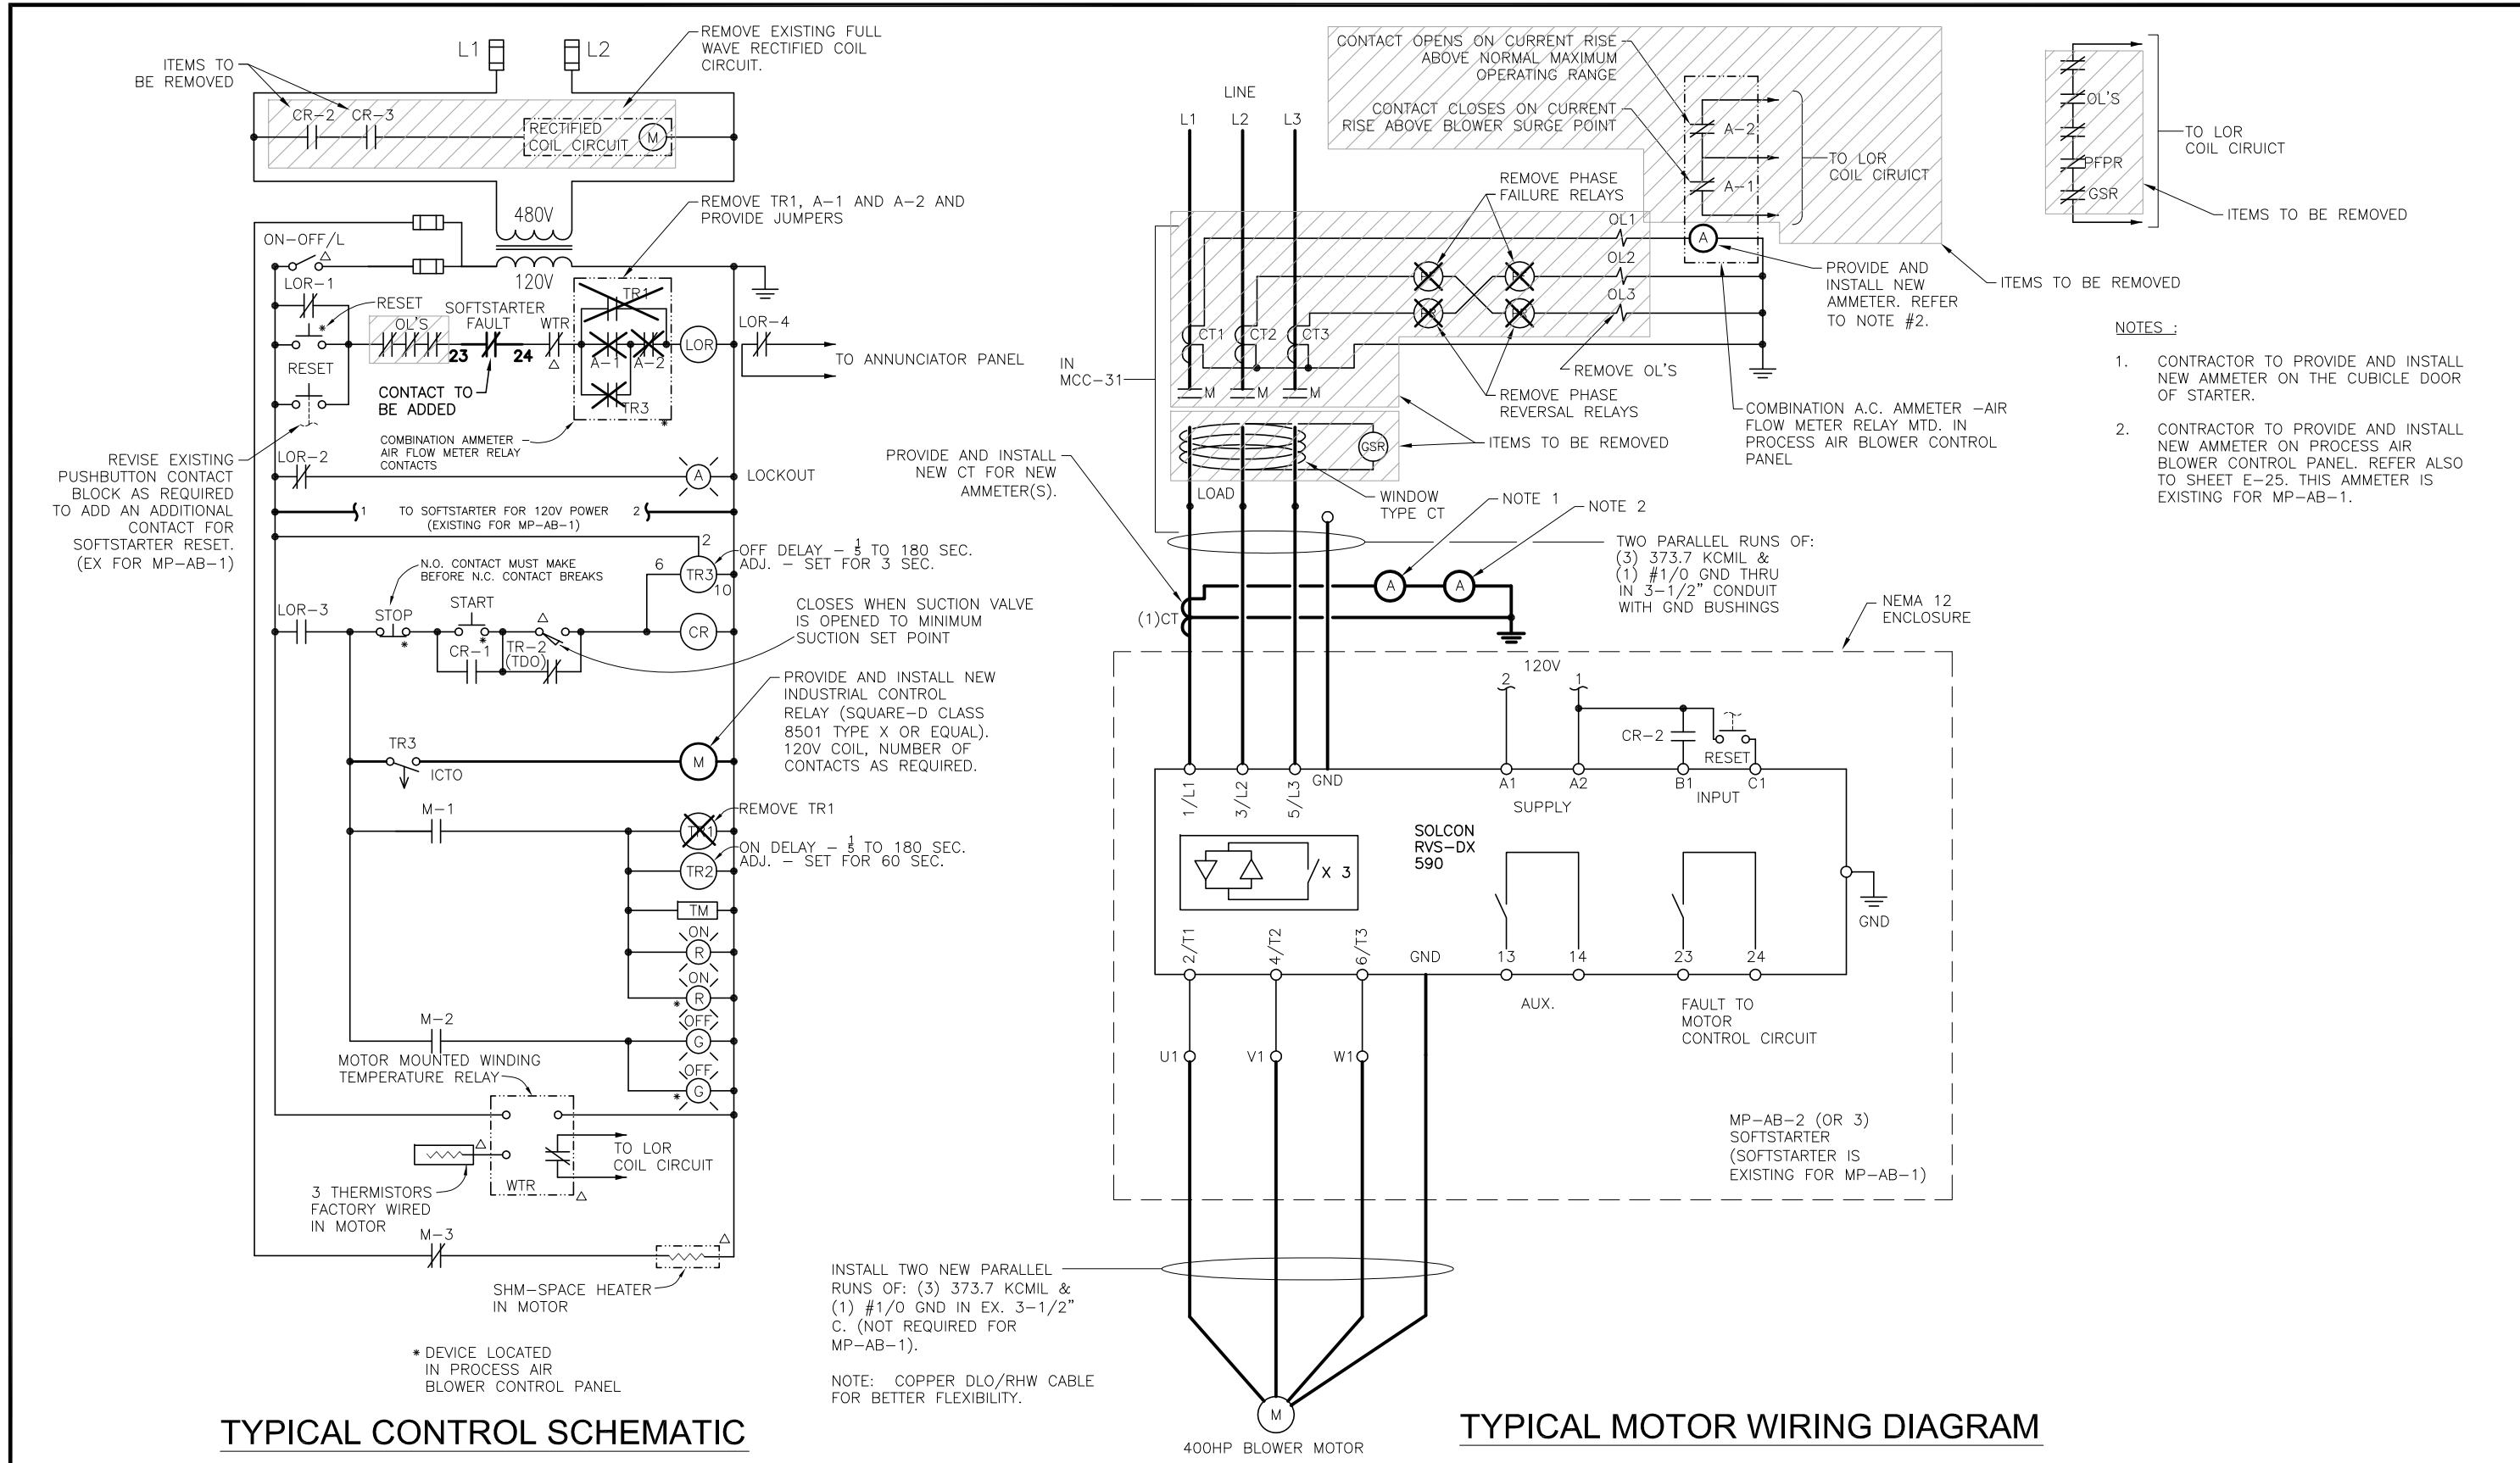 L1
L2
REMOVE EXISTING FULL
WAVE RECTIFIED COIL
CIRCUIT.
ITEMS TO
BE REMOVED
CR-2
CR-3
RECTIFIED
COIL CIRCUIT
M
REMOVE TR1, A-1 AND A-2 AND
PROVIDE JUMPERS
480V
120V
ON-OFF/L
LOR-1
RESET
*
OL'S
SOFTSTARTER
FAULT
WTR
TR1
LOR
LOR-4
23
24
A-1
A-2
TO ANNUNCIATOR PANEL
RESET
CONTACT TO
BE ADDED
TR3
*
COMBINATION AMMETER -
AIR FLOW METER RELAY
CONTACTS
REVISE EXISTING
PUSHBUTTON CONTACT
BLOCK AS REQUIRED
TO ADD AN ADDITIONAL
CONTACT FOR
SOFTSTARTER RESET.
(EX FOR MP-AB-1)
LOR-2
A
LOCKOUT
1
TO SOFTSTARTER FOR 120V POWER
(EXISTING FOR MP-AB-1)
2
2
6
TR3
10
OFF DELAY - 1/5 TO 180 SEC.
ADJ. - SET FOR 3 SEC.
N.O. CONTACT MUST MAKE
BEFORE N.C. CONTACT BREAKS
LOR-3
STOP
*
START
*
CR-1
TR-2
(TDO)
CR
CLOSES WHEN SUCTION VALVE
IS OPENED TO MINIMUM
SUCTION SET POINT
PROVIDE AND INSTALL NEW
INDUSTRIAL CONTROL
RELAY (SQUARE-D CLASS
8501 TYPE X OR EQUAL).
120V COIL, NUMBER OF
CONTACTS AS REQUIRED.
TR3
ICTO
M
M-1
TR1
REMOVE TR1
TR2
ON DELAY - 1/5 TO 180 SEC.
ADJ. - SET FOR 60 SEC.
TM
ON
R
ON
* R
M-2
OFF
G
OFF
* G
MOTOR MOUNTED WINDING
TEMPERATURE RELAY
TO LOR
COIL CIRCUIT
WTR
3 THERMISTORS
FACTORY WIRED
IN MOTOR
M-3
SHM-SPACE HEATER
IN MOTOR
* DEVICE LOCATED
IN PROCESS AIR
BLOWER CONTROL PANEL
TYPICAL CONTROL SCHEMATIC
CONTACT OPENS ON CURRENT RISE
ABOVE NORMAL MAXIMUM
OPERATING RANGE
CONTACT CLOSES ON CURRENT
RISE ABOVE BLOWER SURGE POINT
A-2
A-1
TO LOR
COIL CIRUICT
OL'S
PFPR
GSR
TO LOR
COIL CIRUICT
ITEMS TO BE REMOVED
LINE
L1
L2
L3
REMOVE PHASE
FAILURE RELAYS
OL1
OL2
OL3
A
PROVIDE AND
INSTALL NEW
AMMETER. REFER
TO NOTE #2.
ITEMS TO BE REMOVED
CT1
CT2
CT3
M
M
M
IN
MCC-31
REMOVE OL'S
REMOVE PHASE
REVERSAL RELAYS
COMBINATION A.C. AMMETER -AIR
FLOW METER RELAY MTD. IN
PROCESS AIR BLOWER CONTROL
PANEL
GSR
ITEMS TO BE REMOVED
NOTES :
1. CONTRACTOR TO PROVIDE AND INSTALL
NEW AMMETER ON THE CUBICLE DOOR
OF STARTER.
2. CONTRACTOR TO PROVIDE AND INSTALL
NEW AMMETER ON PROCESS AIR
BLOWER CONTROL PANEL. REFER ALSO
TO SHEET E-25. THIS AMMETER IS
EXISTING FOR MP-AB-1.
PROVIDE AND INSTALL
NEW CT FOR NEW
AMMETER(S).
LOAD
WINDOW
TYPE CT
NOTE 1
NOTE 2
TWO PARALLEL RUNS OF:
(3) 373.7 KCMIL &
(1) #1/0 GND THRU
IN 3-1/2" CONDUIT
WITH GND BUSHINGS
A
A
(1)CT
NEMA 12
ENCLOSURE
120V
2
1
CR-2
RESET
1/L1
3/L2
5/L3
GND
A1
A2
B1
C1
SUPPLY
INPUT
SOLCON
RVS-DX
590
X 3
GND
2/T1
4/T2
6/T3
GND
13
14
23
24
AUX.
FAULT TO
MOTOR
CONTROL CIRCUIT
U1
V1
W1
MP-AB-2 (OR 3)
SOFTSTARTER
(SOFTSTARTER IS
EXISTING FOR MP-AB-1)
INSTALL TWO NEW PARALLEL
RUNS OF: (3) 373.7 KCMIL &
(1) #1/0 GND IN EX. 3-1/2"
C. (NOT REQUIRED FOR
MP-AB-1).
NOTE: COPPER DLO/RHW CABLE
FOR BETTER FLEXIBILITY.
M
400HP BLOWER MOTOR
TYPICAL MOTOR WIRING DIAGRAM